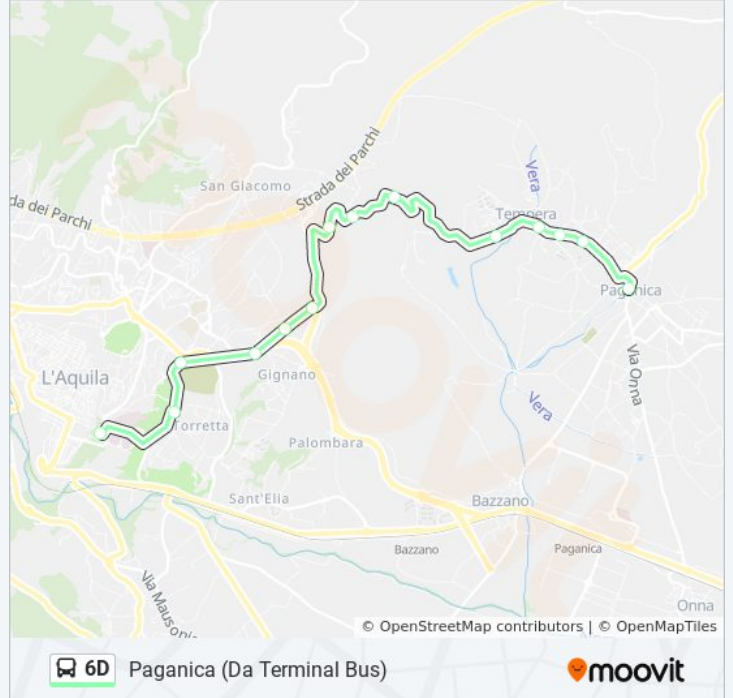 San Giacomo
Strada dei Parchi
da dei Parchi
Vera
Tempera
Paganica
L'Aquila
Gignano
Via Onna
Vera
Torretta
Palombara
Sant'Elia
Bazzano
Bazzano
Paganica
Via Mausonia
Onna
© OpenStreetMap contributors | © OpenMapTiles
6D Paganica (Da Terminal Bus)
moovit